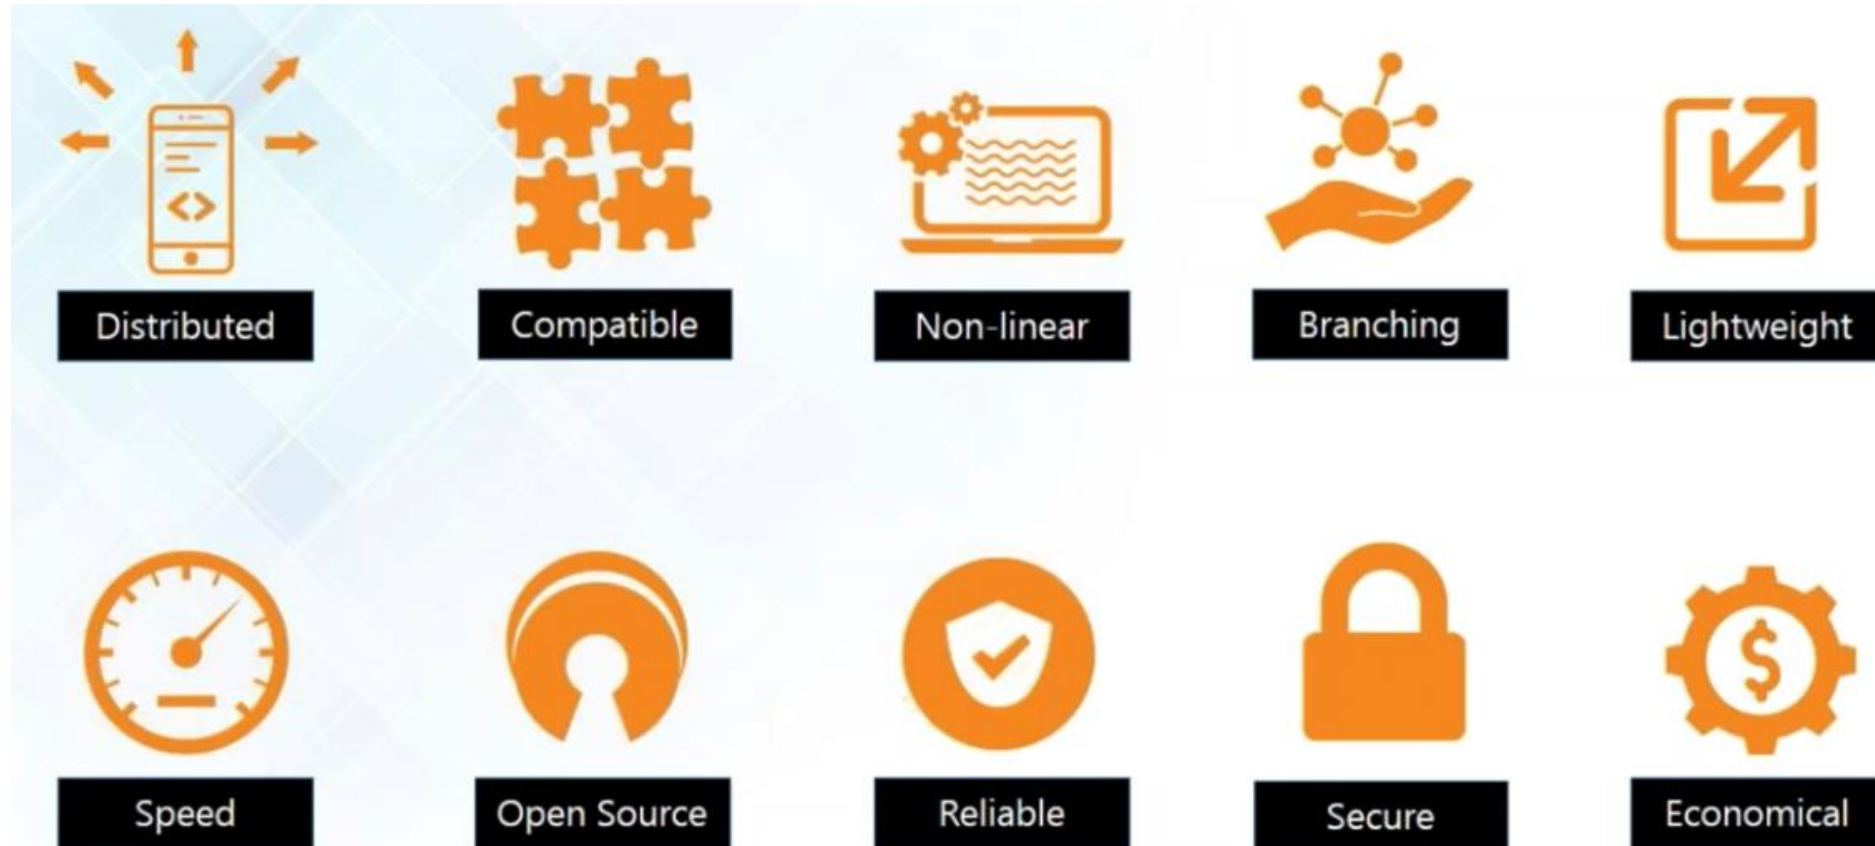 Distributed
Compatible
Non-linear
Branching
Lightweight
Speed
Open Source
Reliable
Secure
Economical